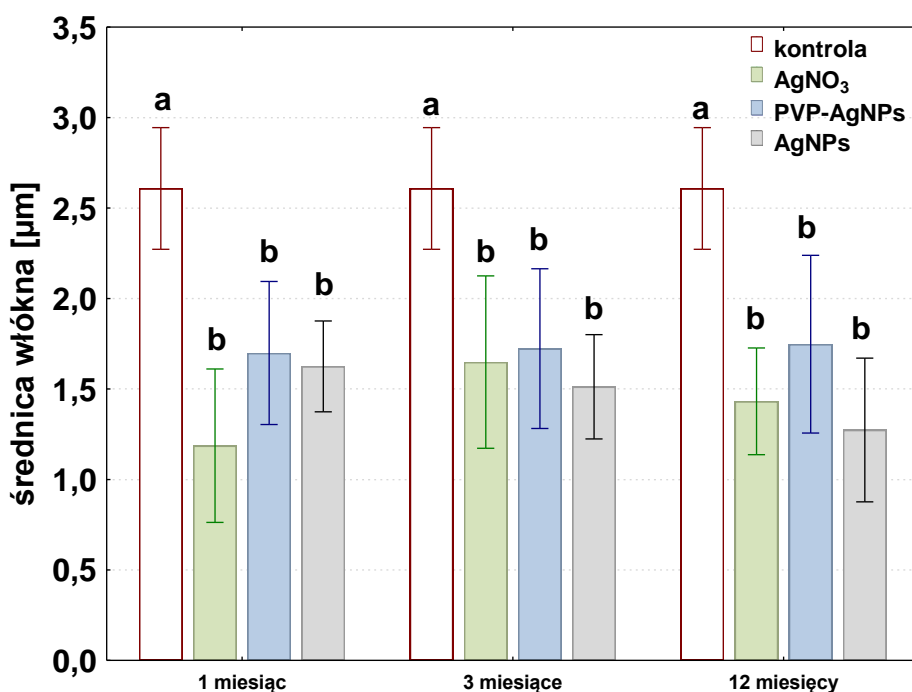 średnica włókna [µm]
3,5
3,0
2,5
2,0
1,5
1,0
0,5
0,0
kontrola
AgNO₃
PVP-AgNPs
AgNPs
a
b
b
b
a
b
b
b
a
b
b
b
1 miesiąc
3 miesiące
12 miesięcy